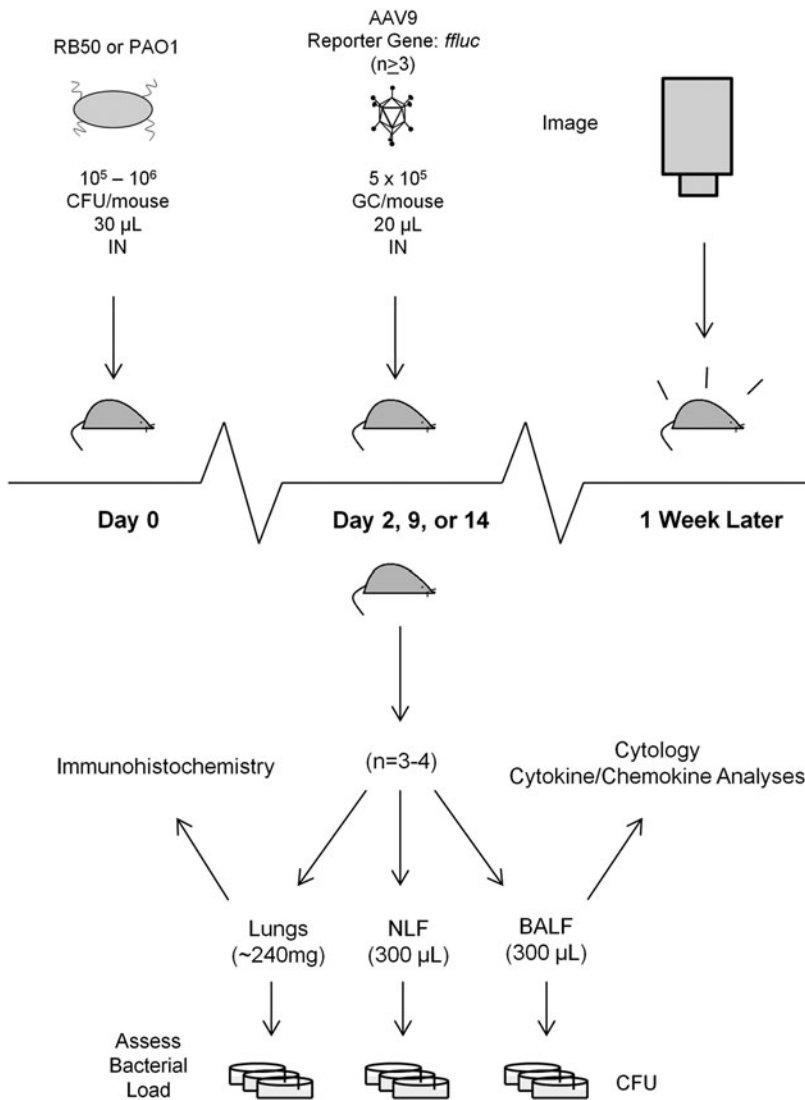 RB50 or PAO1
10⁵ – 10⁶
CFU/mouse
30 µL
IN
AAV9
Reporter Gene: ffluc
(n≥3)
5 x 10⁵
GC/mouse
20 µL
IN
Image
Day 0
Day 2, 9, or 14
1 Week Later
(n=3-4)
Immunohistochemistry
Cytology
Cytokine/Chemokine Analyses
Lungs
(~240mg)
NLF
(300 µL)
BALF
(300 µL)
Assess
Bacterial
Load
CFU